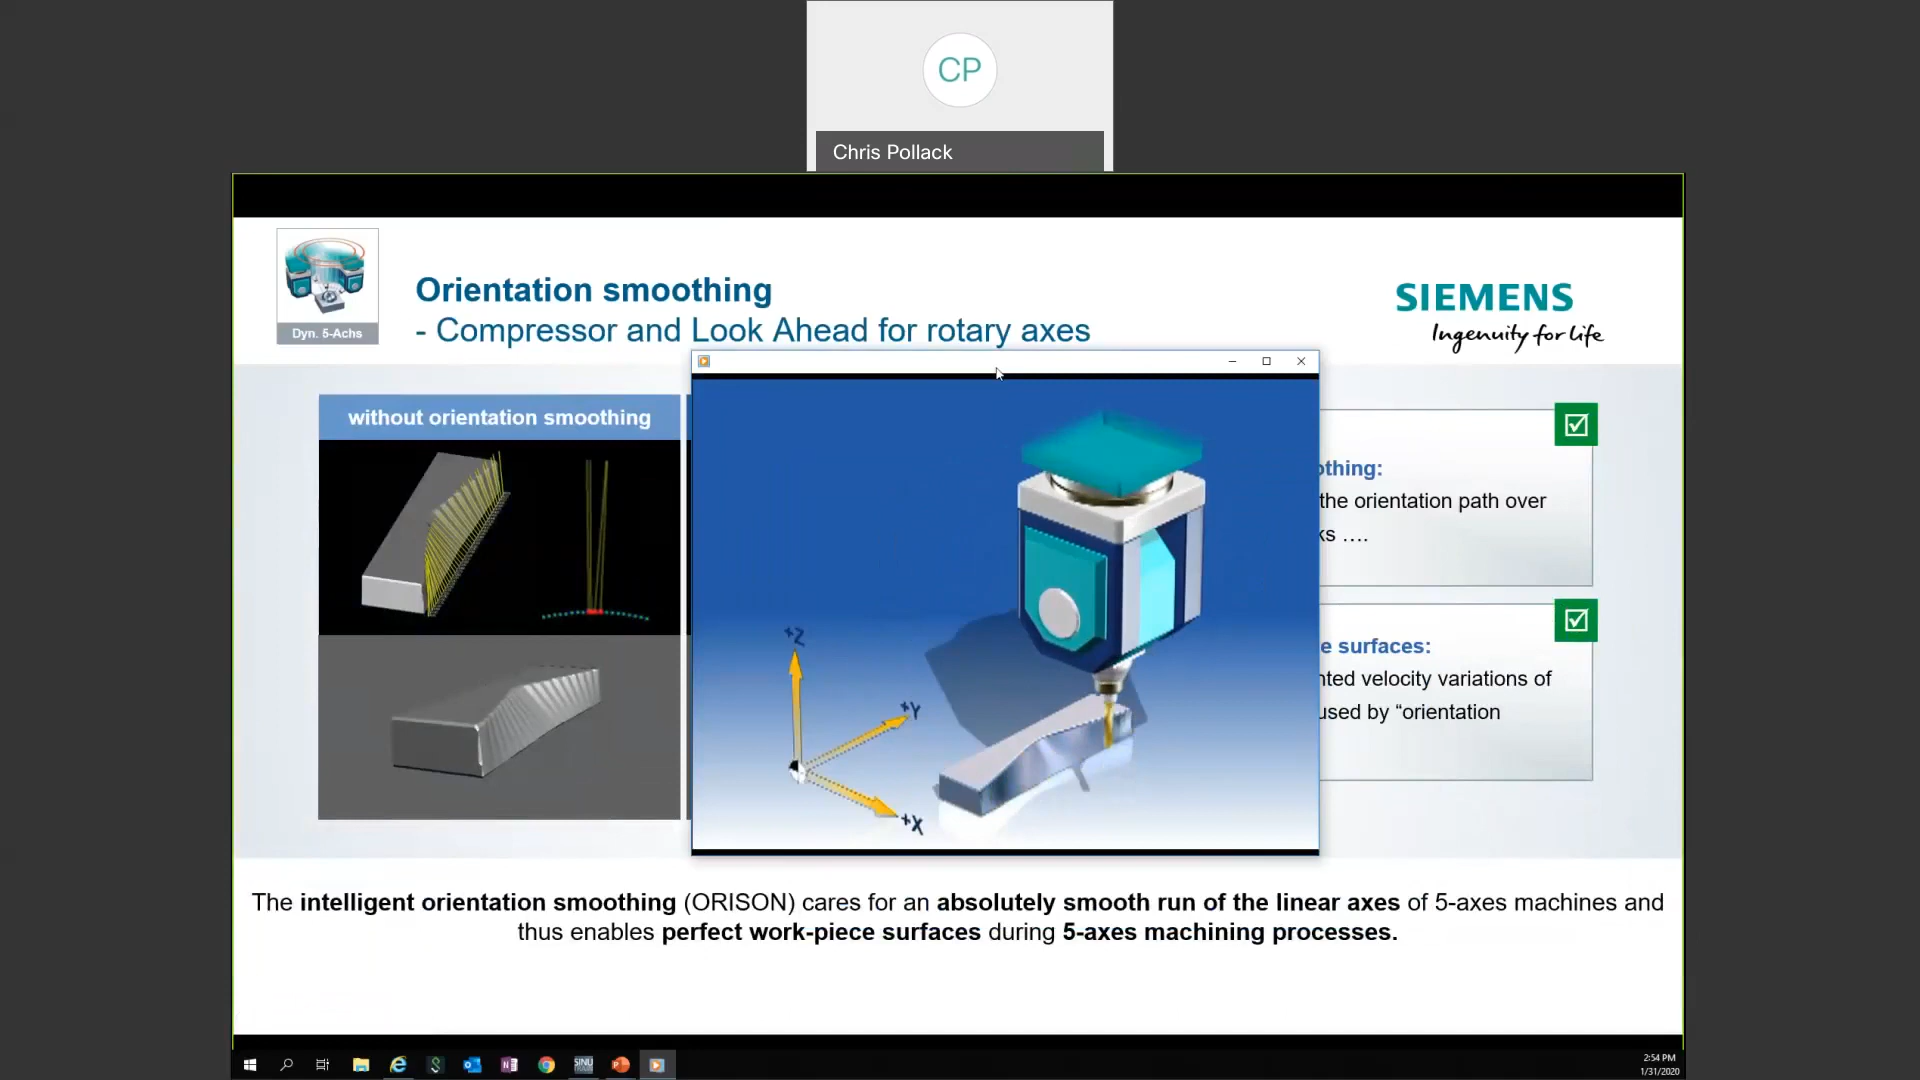 CP
Chris Pollack
Dyn. 5-Achs
Orientation smoothing
- Compressor and Look Ahead for rotary axes
SIEMENS
Ingenuity for life
without orientation smoothing
+Z
+Y
+X
othing:
the orientation path over
ks ....
e surfaces:
nted velocity variations of
used by “orientation
The intelligent orientation smoothing (ORISON) cares for an absolutely smooth run of the linear axes of 5-axes machines and
thus enables perfect work-piece surfaces during 5-axes machining processes.
SINU
2:54 PM
1/31/2020